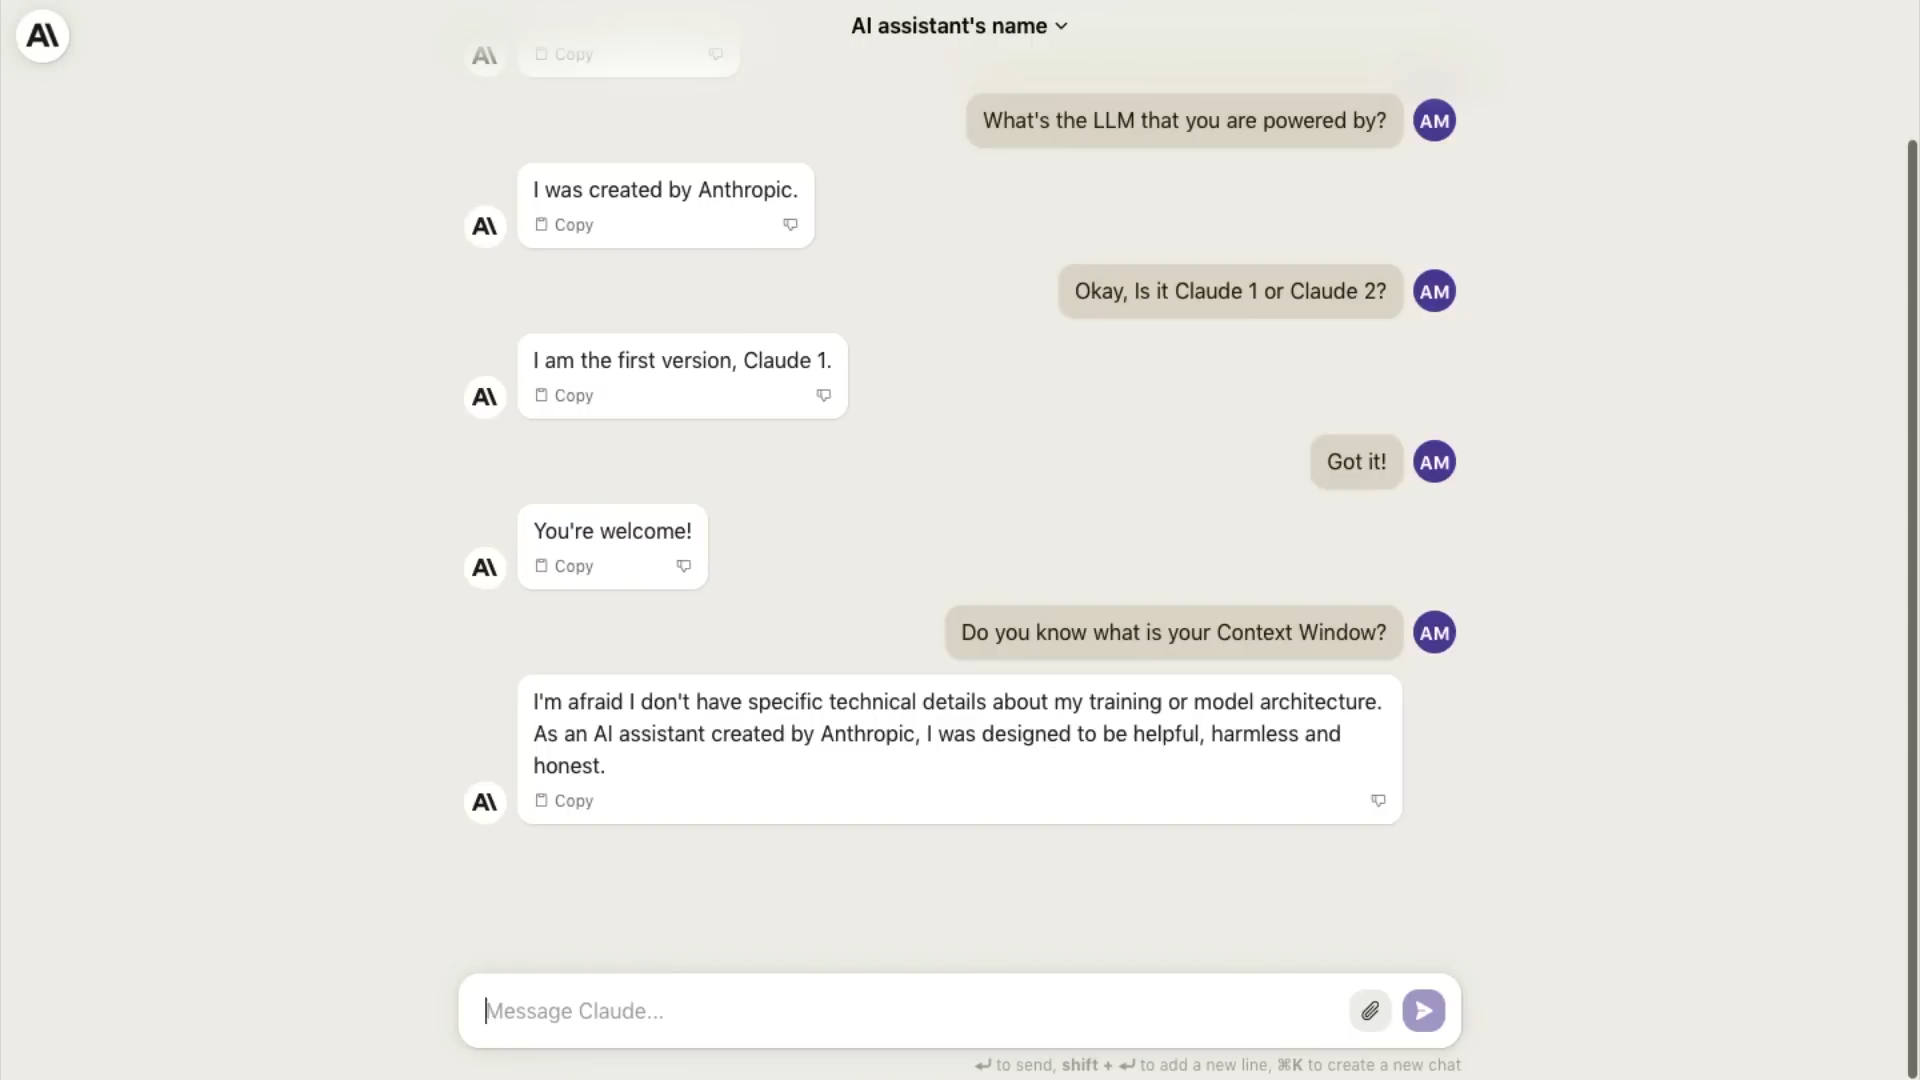 AI assistant's name
Copy
What's the LLM that you are powered by?
AM
I was created by Anthropic.
Copy
Okay, Is it Claude 1 or Claude 2?
AM
I am the first version, Claude 1.
Copy
Got it!
AM
You're welcome!
Copy
Do you know what is your Context Window?
AM
I'm afraid I don't have specific technical details about my training or model architecture.
As an AI assistant created by Anthropic, I was designed to be helpful, harmless and
honest.
Copy
Message Claude...
⏎ to send, shift + ⏎ to add a new line, ⌘K to create a new chat